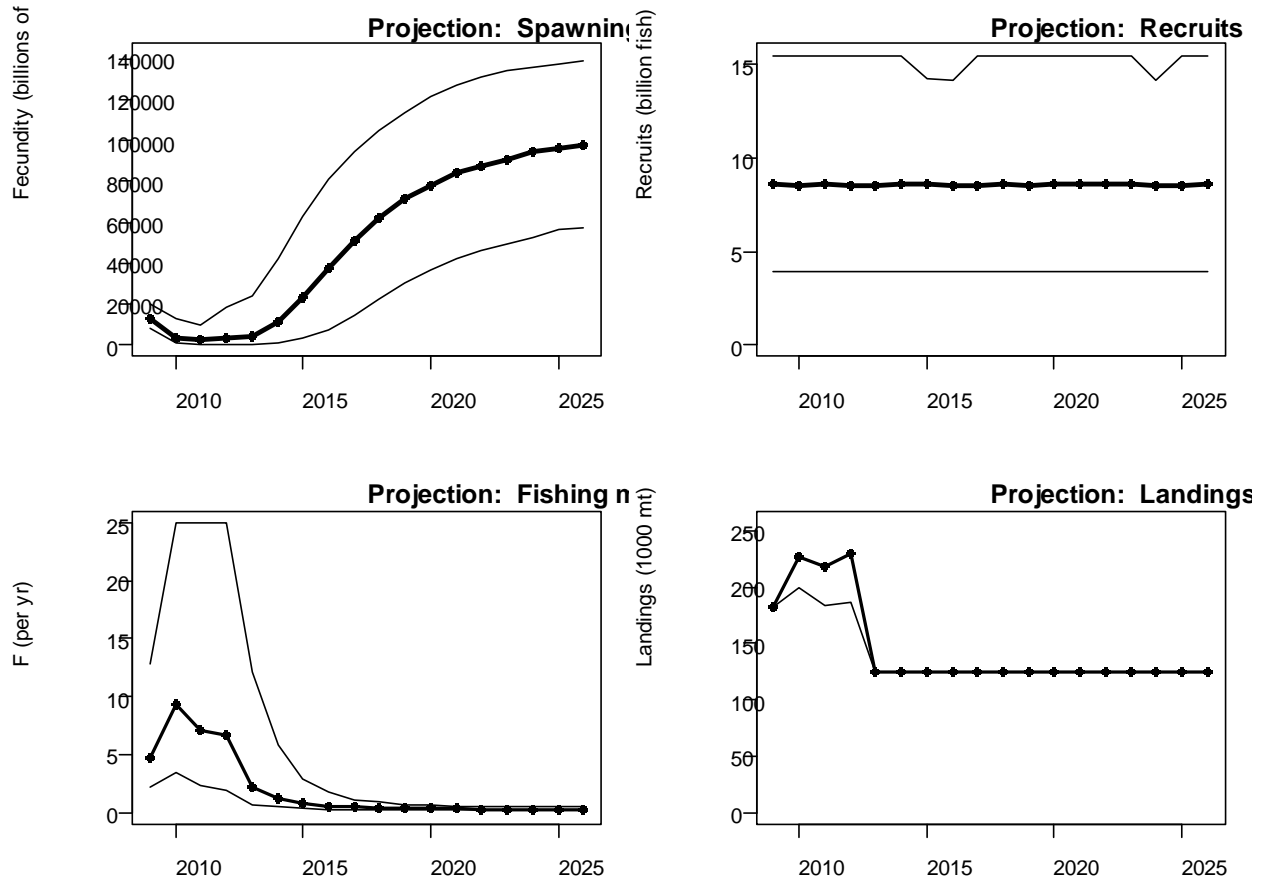 Projection: Spawning
Fecundity (billions of
140000
120000
100000
80000
60000
40000
20000
0
2010 2015 2020 2025
Projection: Recruits
Recruits (billion fish)
15
10
5
0
2010 2015 2020 2025
Projection: Fishing m
F (per yr)
25
20
15
10
5
0
2010 2015 2020 2025
Projection: Landings
Landings (1000 mt)
250
200
150
100
50
0
2010 2015 2020 2025